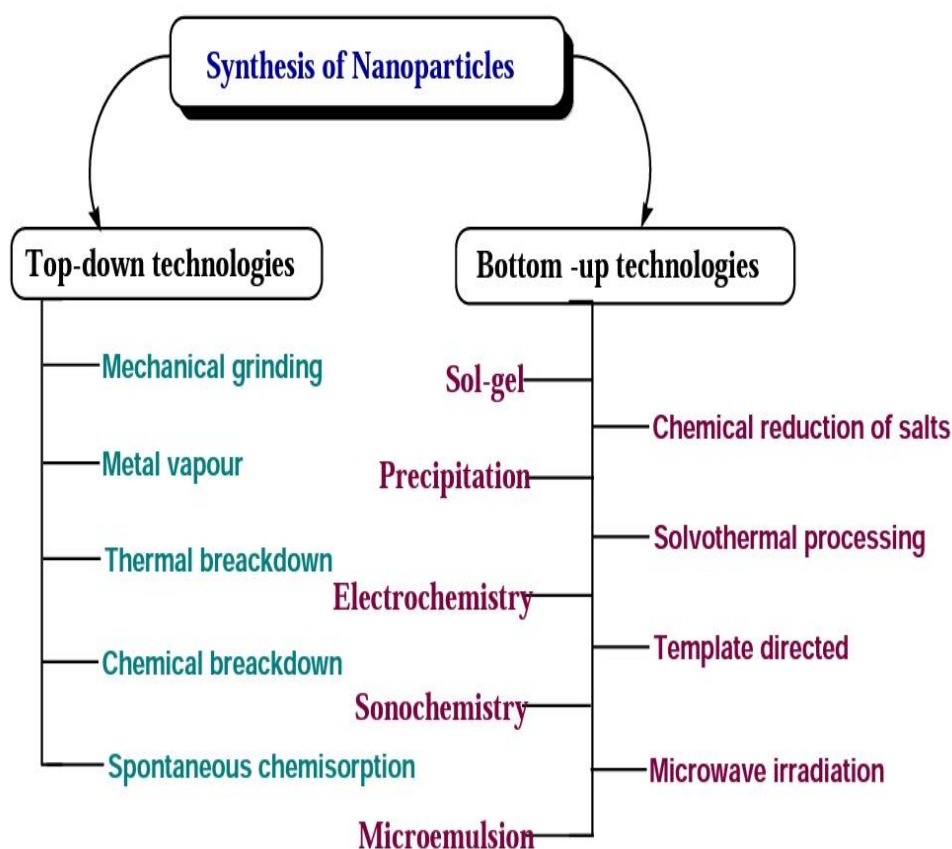 Synthesis of Nanoparticles
Top-down technologies
Mechanical grinding
Metal vapour
Thermal breackdown
Chemical breackdown
Spontaneous chemisorption
Bottom -up technologies
Sol-gel
Chemical reduction of salts
Precipitation
Solvothermal processing
Electrochemistry
Template directed
Sonochemistry
Microwave irradiation
Microemulsion